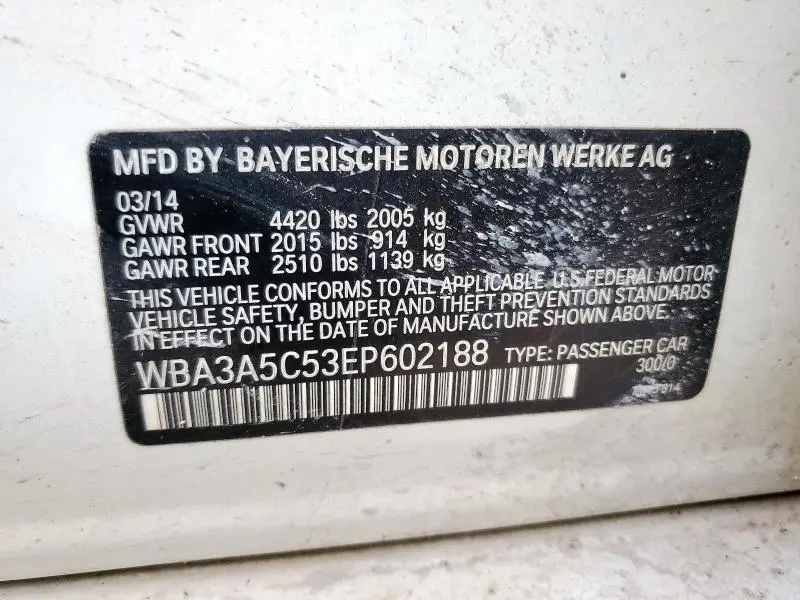 MFD BY BAYERISCHE MOTOREN WERKE AG
03/14
GVWR 4420 lbs 2005 kg
GAWR FRONT 2015 lbs 914 kg
GAWR REAR 2510 lbs 1139 kg
THIS VEHICLE CONFORMS TO ALL APPLICABLE U.S.FEDERAL MOTOR
VEHICLE SAFETY, BUMPER AND THEFT PREVENTION STANDARDS
IN EFFECT ON THE DATE OF MANUFACTURE SHOWN ABOVE.
WBA3A5C53EP602188 TYPE: PASSENGER CAR
300/0